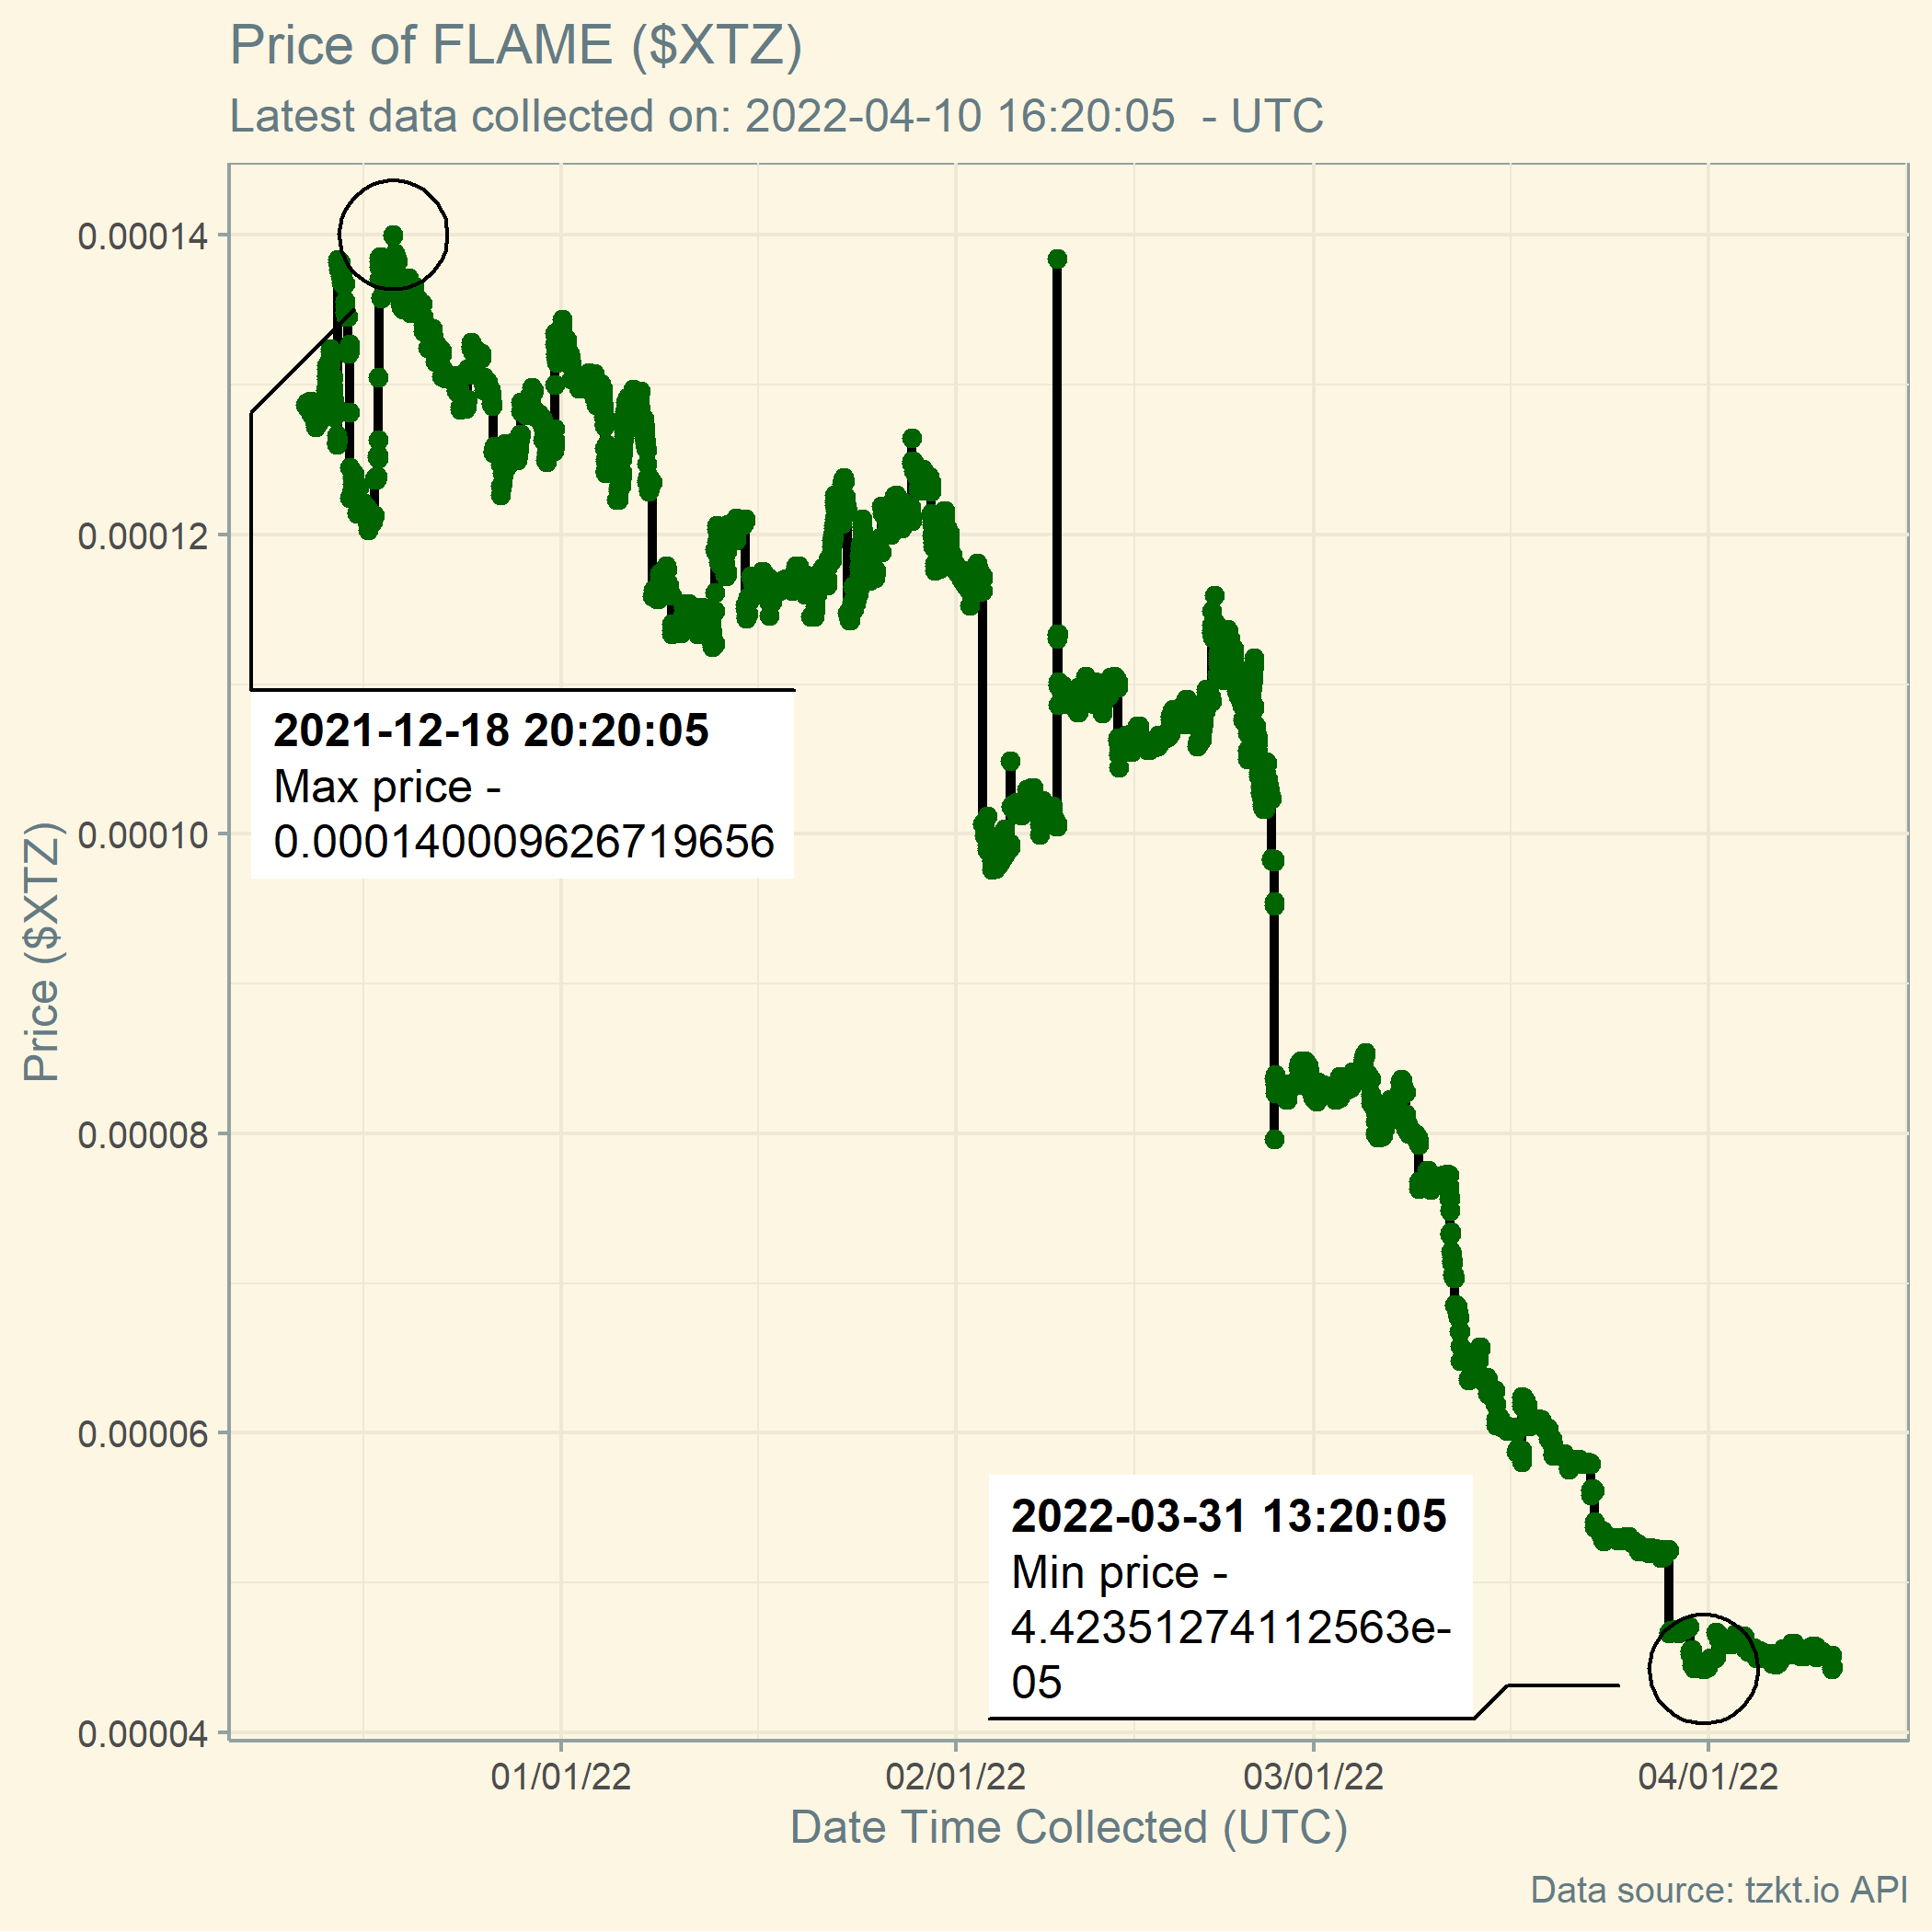 Price of FLAME ($XTZ)
Latest data collected on: 2022-04-10 16:20:05 - UTC
0.00014
0.00012
0.00010
0.00008
0.00006
0.00004
Price ($XTZ)
2021-12-18 20:20:05
Max price -
0.000140009626719656
2022-03-31 13:20:05
Min price -
4.42351274112563e-
05
01/01/22
02/01/22
03/01/22
04/01/22
Date Time Collected (UTC)
Data source: tzkt.io API